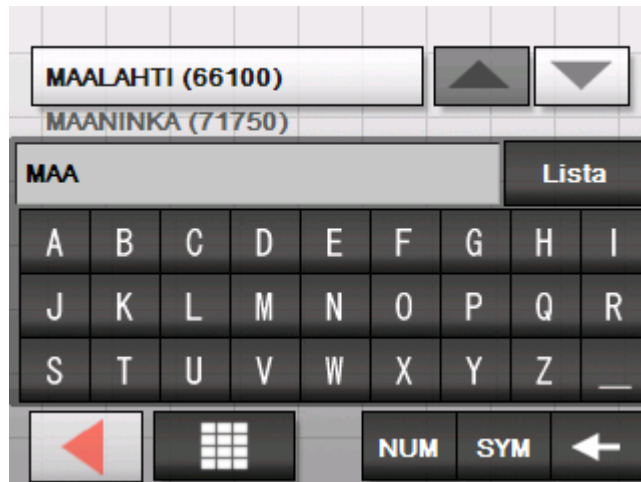 MAALAHTI (66100)
MAANINKA (71750)
MAA
Lista
A B C D E F G H I
J K L M N O P Q R
S T U V W X Y Z _
NUM SYM